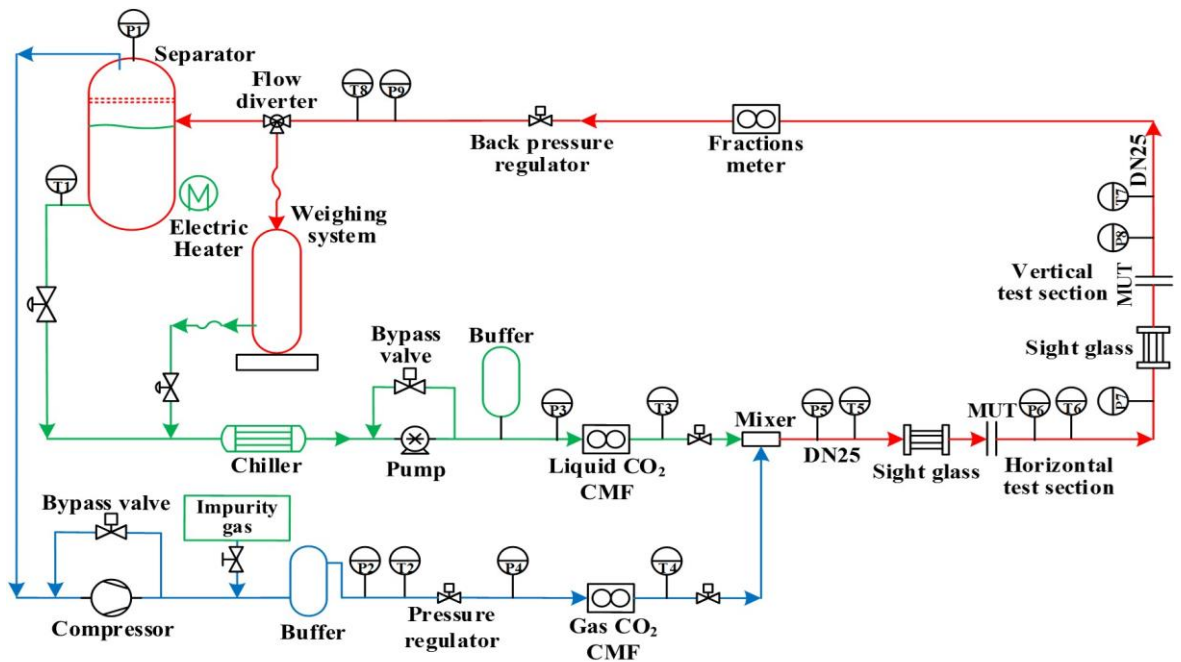 P1
Separator
Flow
diverter
T8
P9
Back pressure
regulator
Fractions
meter
DN25
T7
P8
T1
M
Electric
Heater
Weighing
system
Vertical
test section
MUT
Sight glass
P7
Bypass
valve
Buffer
P3
T3
Mixer
P5
T5
MUT
P6
T6
Chiller
Pump
Liquid CO₂
CMF
DN25
Sight glass
Horizontal
test section
Bypass valve
Impurity
gas
P2
T2
P4
T4
Compressor
Buffer
Pressure
regulator
Gas CO₂
CMF